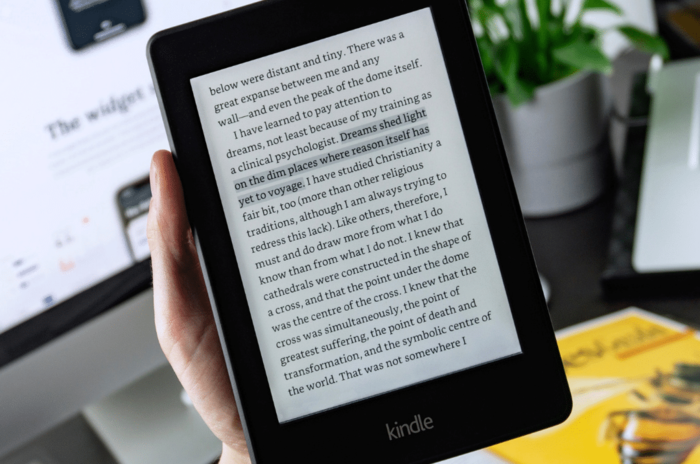 The widget
below were distant and tiny. There was a
great expanse between me and any
wall—and even the peak of the dome itself.
I have learned to pay attention to
dreams, not least because of my training as
a clinical psychologist. Dreams shed light
on the dim places where reason itself has
yet to voyage. I have studied Christianity a
fair bit, too (more than other religious
traditions, although I am always trying to
redress this lack). Like others, therefore, I
must and do draw more from what I do
know than from what I do not. I knew that
cathedrals were constructed in the shape of
a cross, and that the point under the dome
was the centre of the cross. I knew that the
cross was simultaneously, the point of
greatest suffering, the point of death and
transformation, and the symbolic centre of
the world. That was not somewhere I
kindle